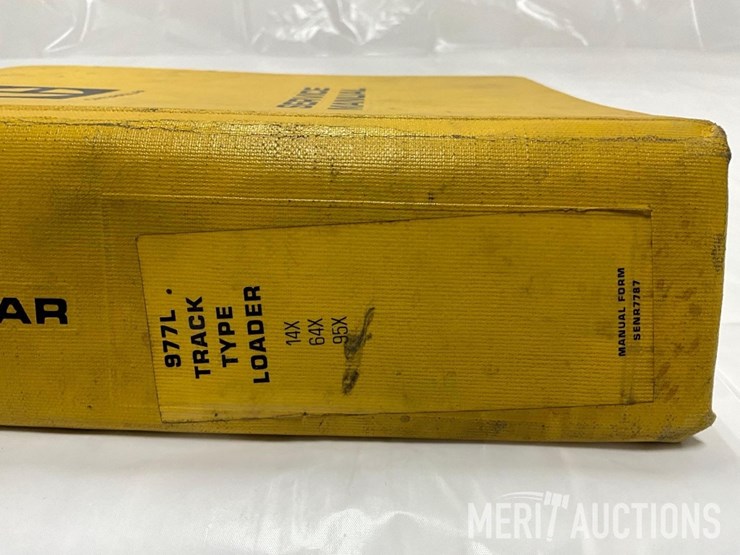 SERVICE
MANUAL
AR
977L
TRACK
TYPE
LOADER
14X
64X
95X
MANUAL FORM
SENR7787
MERIT AUCTIONS